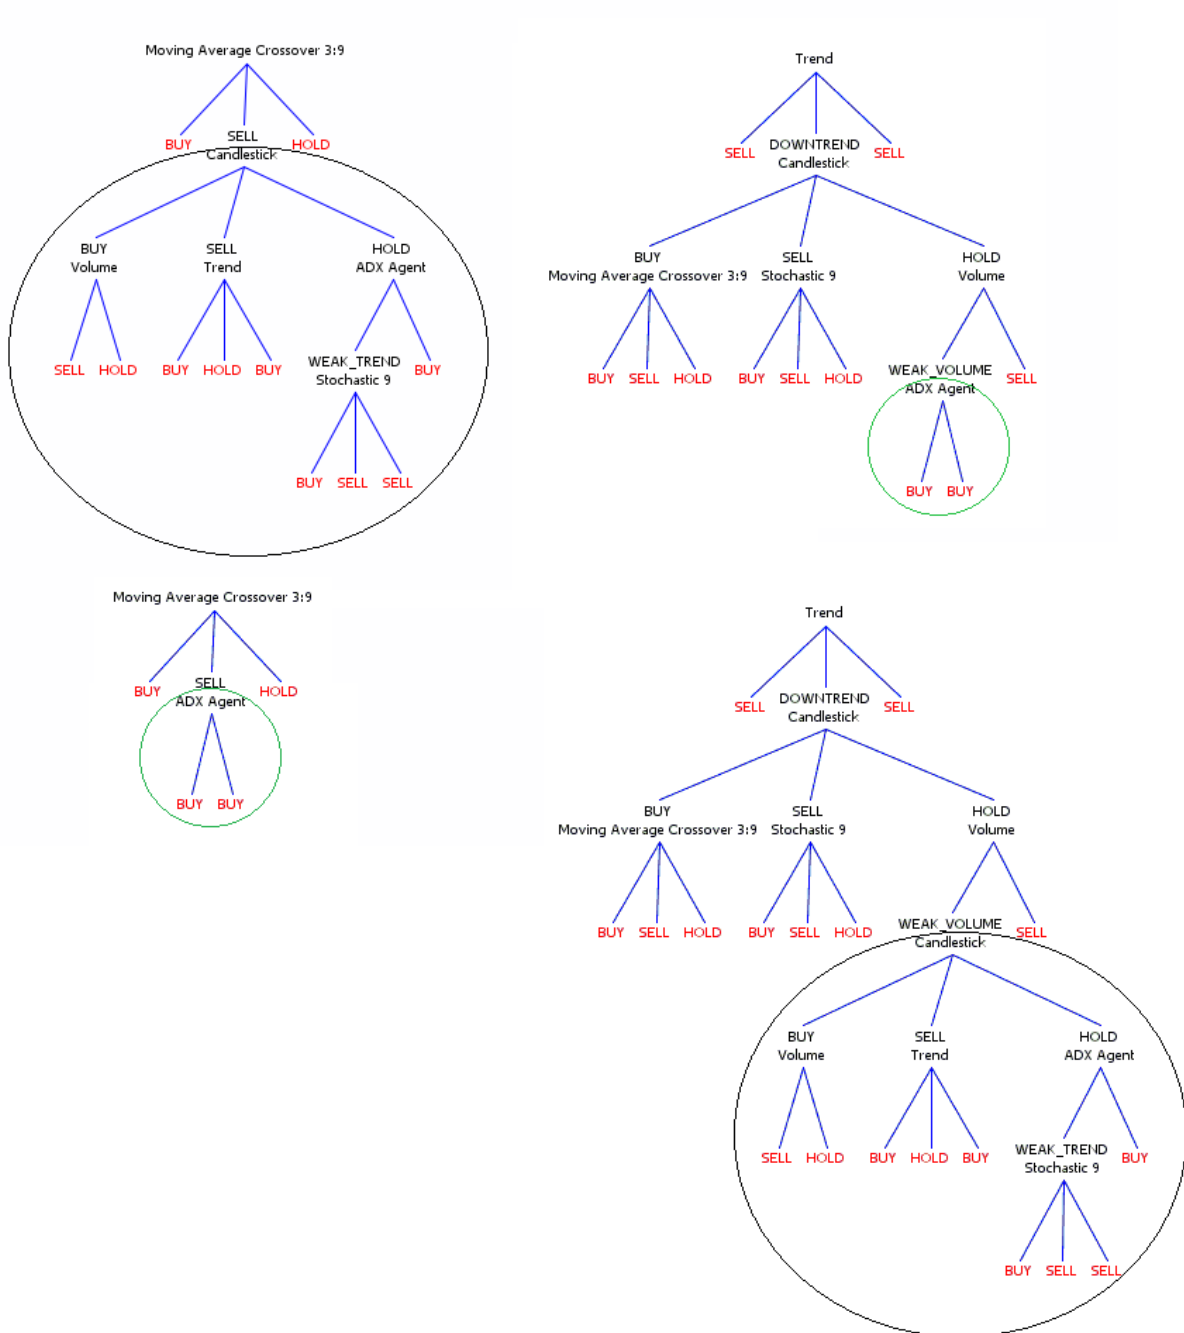 Moving Average Crossover 3:9
BUY
SELL
HOLD
Candlestick
BUY
SELL
HOLD
Volume
Trend
ADX Agent
SELL HOLD
BUY HOLD BUY
WEAK_TREND
BUY
Stochastic 9
BUY SELL SELL
Trend
SELL
DOWNTREND
SELL
Candlestick
BUY
SELL
HOLD
Moving Average Crossover 3:9
Stochastic 9
Volume
BUY SELL HOLD
BUY SELL HOLD
WEAK_VOLUME
SELL
ADX Agent
BUY BUY
Moving Average Crossover 3:9
BUY
SELL
HOLD
ADX Agent
BUY BUY
Trend
SELL
DOWNTREND
SELL
Candlestick
BUY
SELL
HOLD
Moving Average Crossover 3:9
Stochastic 9
Volume
BUY SELL HOLD
BUY SELL HOLD
WEAK_VOLUME
SELL
Candlestick
BUY
SELL
HOLD
Volume
Trend
ADX Agent
SELL HOLD
BUY HOLD BUY
WEAK_TREND
BUY
Stochastic 9
BUY SELL SELL